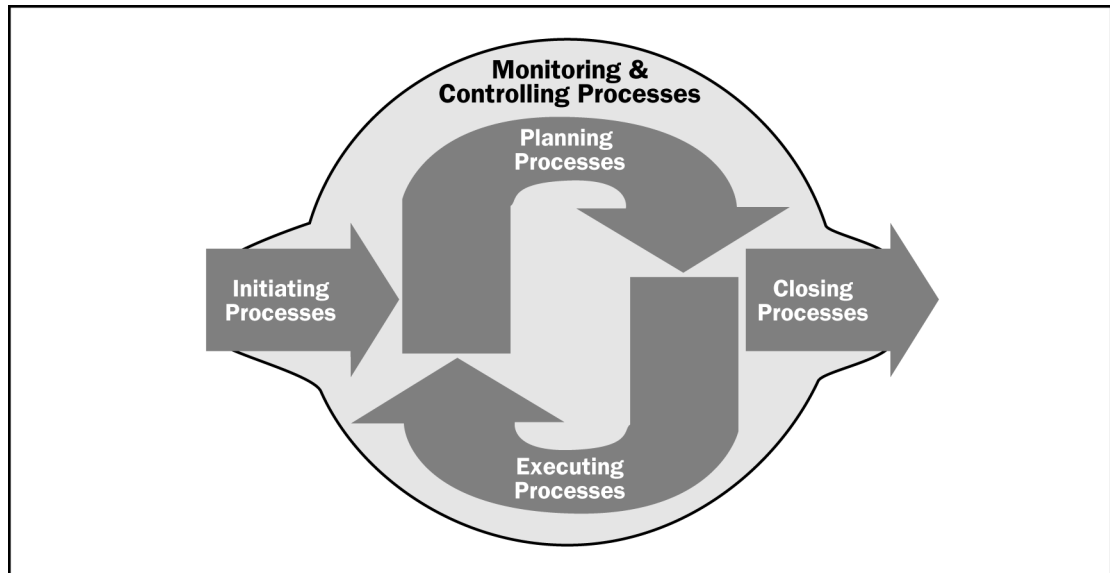 Monitoring &
Controlling Processes
Planning
Processes
Initiating
Processes
Closing
Processes
Executing
Processes